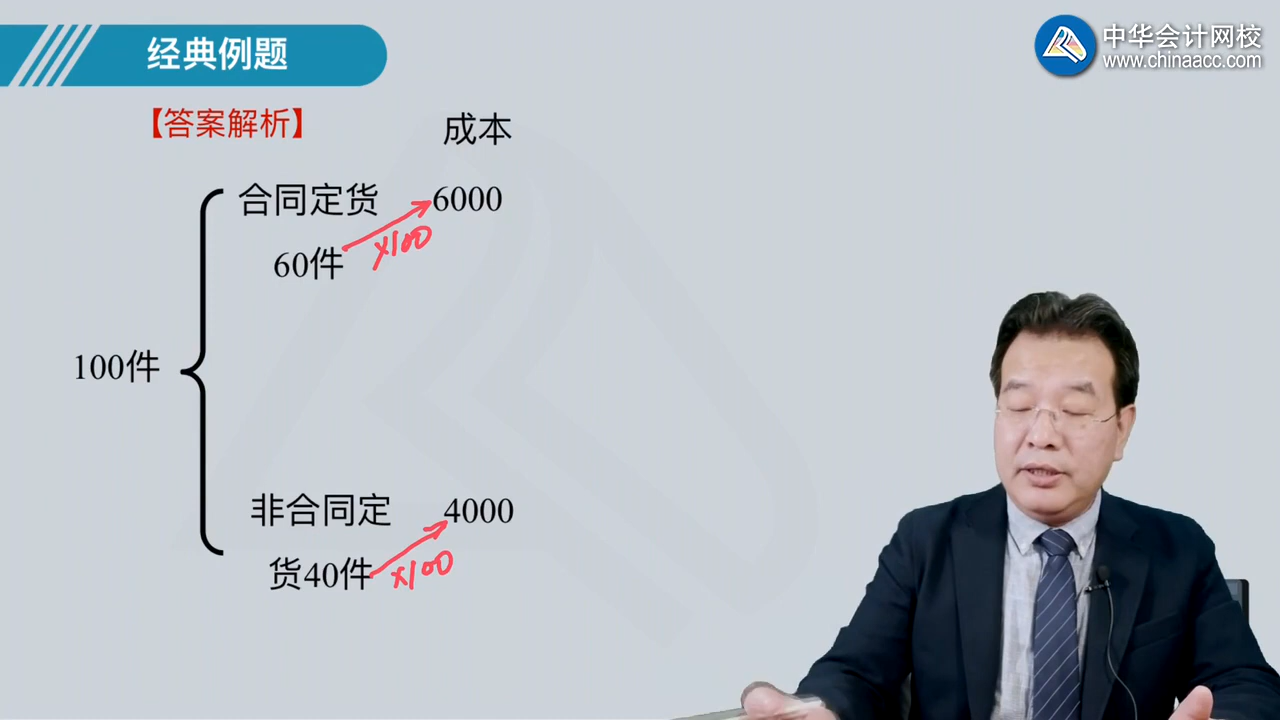 经典例题
中华会计网校
www.chinaacc.com
【答案解析】
成本
合同定货
6000
×100
60件
100件
非合同定
4000
货40件
×100